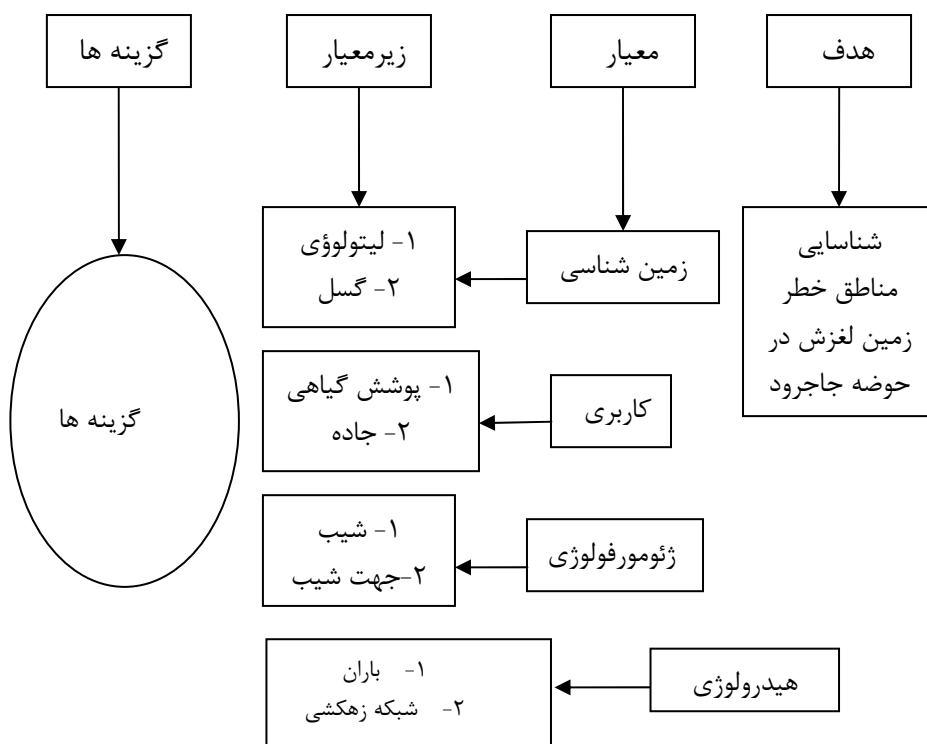 هدف
معیار
زیرمعیار
گزینه ها
شناسایی
مناطق خطر
زمین لغزش در
حوضه جاجرود
زمین شناسی
۱- لیتولوؤی
۲- گسل
کاربری
۱- پوشش گیاهی
۲- جاده
ژئومورفولوژی
۱- شیب
۲-جهت شیب
هیدرولوژی
۱- باران
۲- شبکه زهکشی
گزینه ها